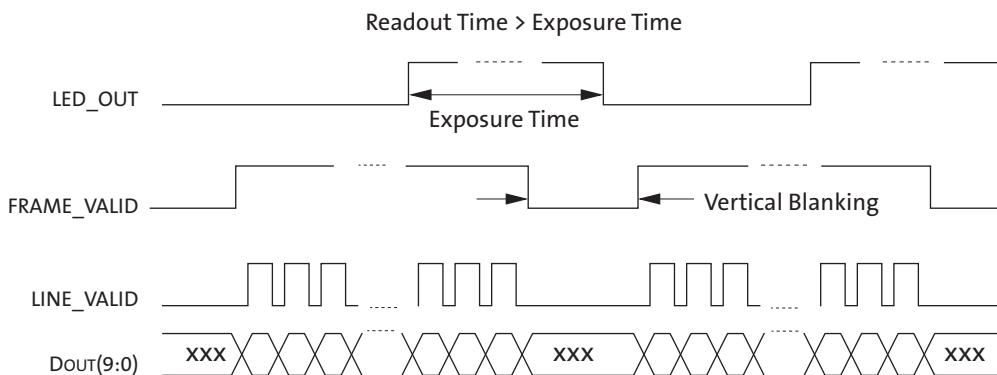 Readout Time > Exposure Time
LED_OUT
Exposure Time
FRAME_VALID
Vertical Blanking
LINE_VALID
DOUT(9:0)
XXX
XXX
XXX